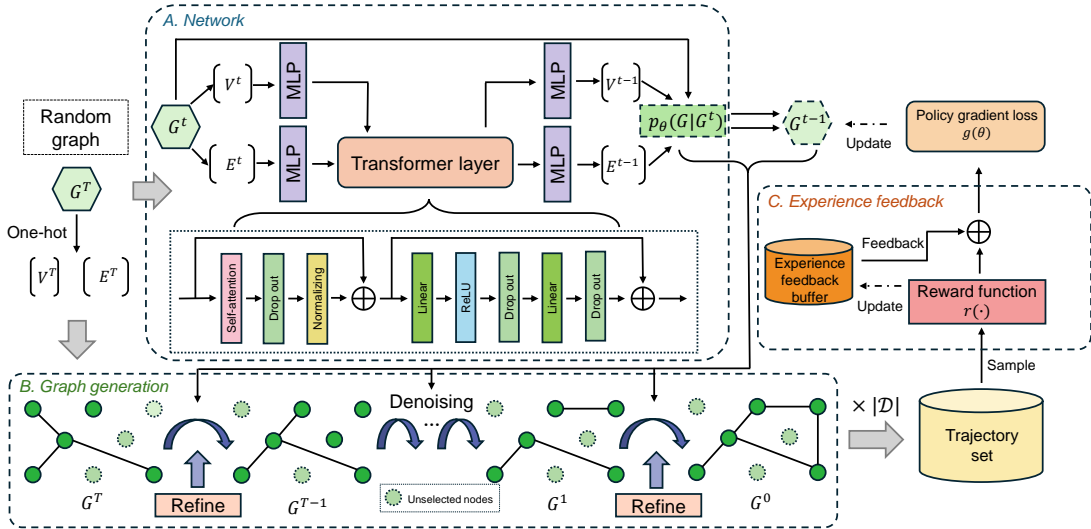 A. Network
Random
graph
G^T
One-hot
[V^T] [E^T]
G^t
[V^t]
[E^t]
MLP
MLP
Transformer layer
MLP
MLP
[V^{t-1}]
[E^{t-1}]
p_θ(G|G^t)
G^{t-1}
Self-attention
Drop out
Normalizing
Linear
ReLU
Drop out
Linear
Drop out
Policy gradient loss
g(θ)
Update
C. Experience feedback
Feedback
Experience
feedback
buffer
Update
Reward function
r(·)
Sample
Trajectory
set
× |𝒟|
B. Graph generation
Denoising
...
G^T
Refine
G^{T-1}
Unselected nodes
G^1
Refine
G^0